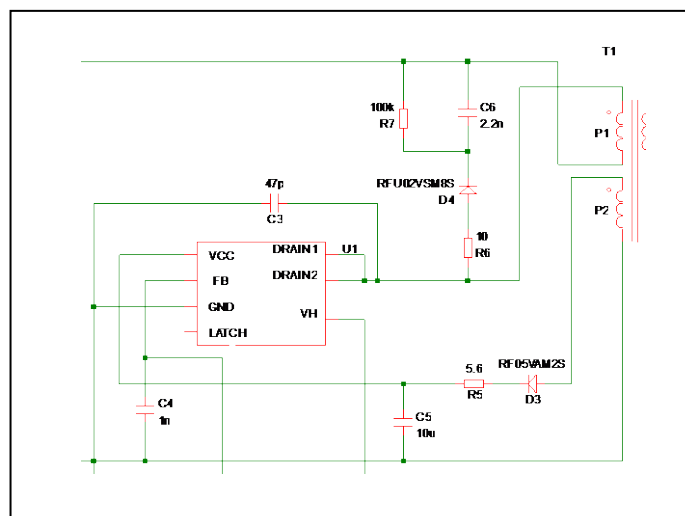 T1
100k
R7
C6
2.2n
P1
RFU02VSM8S
D4
47p
C3
P2
10
R6
DRAIN1
U1
VCC
DRAIN2
FB
GND
VH
LATCH
5.6
R5
RF05VAM2S
D3
C4
1n
C5
10u